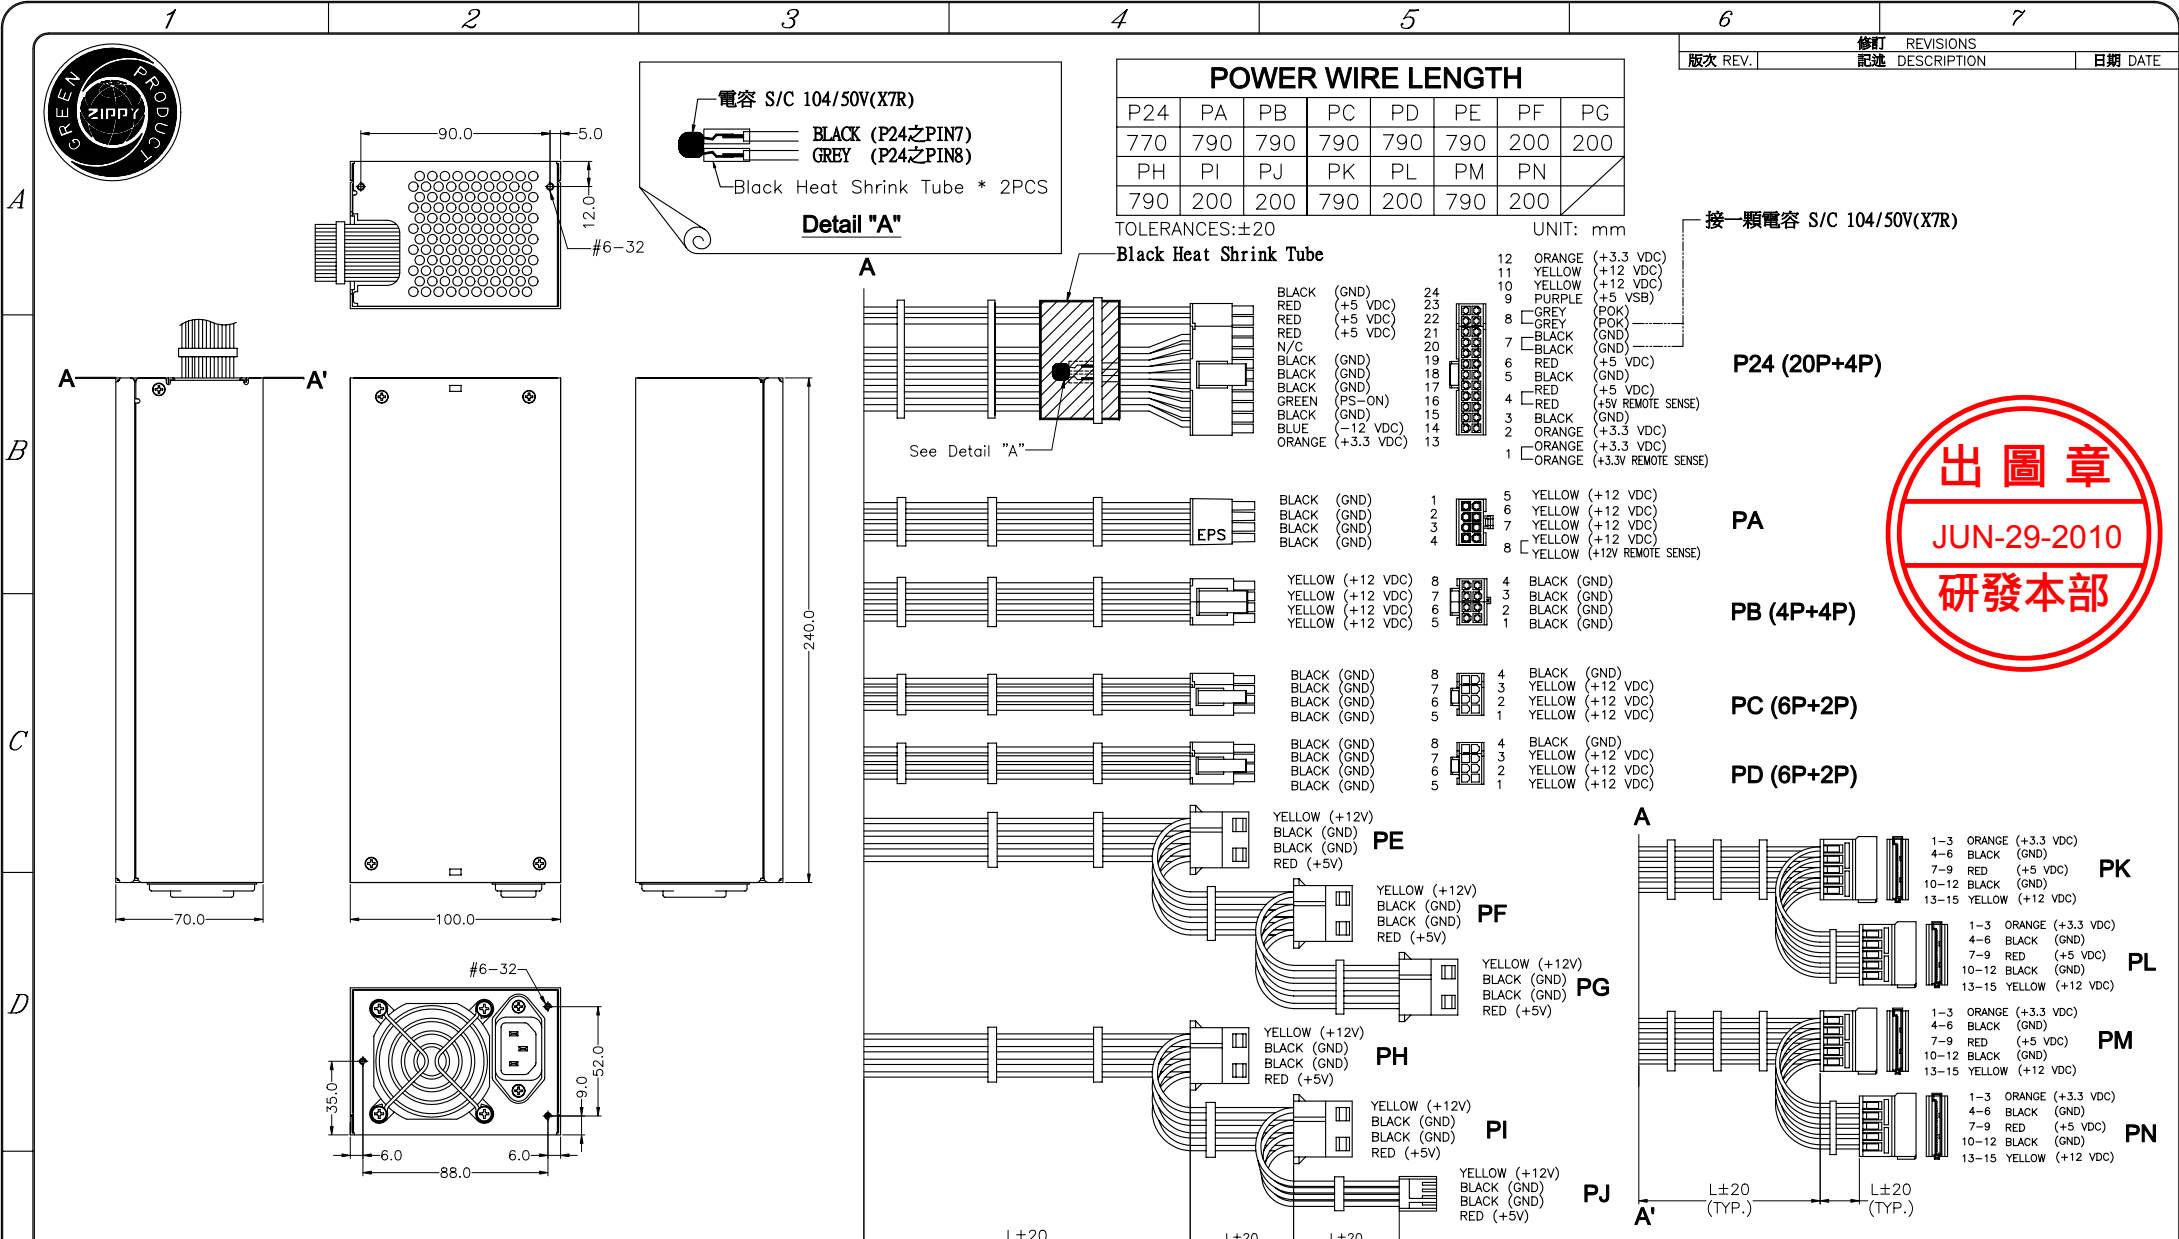 1 2 3 4 5 6 7
A
B
C
D
修訂 REVISIONS
版次 REV. 記述 DESCRIPTION 日期 DATE
GREEN PRODUCT
ZIPPY
90.0
5.0
12.0
#6-32
電容 S/C 104/50V(X7R)
BLACK (P24之PIN7)
GREY (P24之PIN8)
Black Heat Shrink Tube * 2PCS
Detail "A"
POWER WIRE LENGTH
P24 PA PB PC PD PE PF PG
770 790 790 790 790 790 200 200
PH PI PJ PK PL PM PN
790 200 200 790 200 790 200
TOLERANCES:±20
UNIT: mm
接一顆電容 S/C 104/50V(X7R)
Black Heat Shrink Tube
See Detail "A"
A
BLACK (GND) 24
RED (+5 VDC) 23
RED (+5 VDC) 22
RED (+5 VDC) 21
N/C 20
BLACK (GND) 19
BLACK (GND) 18
BLACK (GND) 17
GREEN (PS-ON) 16
BLACK (GND) 15
BLUE (-12 VDC) 14
ORANGE (+3.3 VDC) 13
12 ORANGE (+3.3 VDC)
11 YELLOW (+12 VDC)
10 YELLOW (+12 VDC)
9 PURPLE (+5 VSB)
8 GREY (POK)
GREY (POK)
7 BLACK (GND)
BLACK (GND)
6 RED (+5 VDC)
5 BLACK (GND)
4 RED (+5 VDC)
RED (+5V REMOTE SENSE)
3 BLACK (GND)
2 ORANGE (+3.3 VDC)
1 ORANGE (+3.3 VDC)
ORANGE (+3.3V REMOTE SENSE)
P24 (20P+4P)
A A'
240.0
70.0
100.0
出圖章
JUN-29-2010
研發本部
EPS
BLACK (GND) 1
BLACK (GND) 2
BLACK (GND) 3
BLACK (GND) 4
5 YELLOW (+12 VDC)
6 YELLOW (+12 VDC)
7 YELLOW (+12 VDC)
8 YELLOW (+12 VDC)
YELLOW (+12V REMOTE SENSE)
PA
YELLOW (+12 VDC) 8
YELLOW (+12 VDC) 7
YELLOW (+12 VDC) 6
YELLOW (+12 VDC) 5
4 BLACK (GND)
3 BLACK (GND)
2 BLACK (GND)
1 BLACK (GND)
PB (4P+4P)
BLACK (GND) 8
BLACK (GND) 7
BLACK (GND) 6
BLACK (GND) 5
4 BLACK (GND)
3 YELLOW (+12 VDC)
2 YELLOW (+12 VDC)
1 YELLOW (+12 VDC)
PC (6P+2P)
BLACK (GND) 8
BLACK (GND) 7
BLACK (GND) 6
BLACK (GND) 5
4 BLACK (GND)
3 YELLOW (+12 VDC)
2 YELLOW (+12 VDC)
1 YELLOW (+12 VDC)
PD (6P+2P)
YELLOW (+12V)
BLACK (GND)
BLACK (GND)
RED (+5V)
PE
YELLOW (+12V)
BLACK (GND)
BLACK (GND)
RED (+5V)
PF
YELLOW (+12V)
BLACK (GND)
BLACK (GND)
RED (+5V)
PG
YELLOW (+12V)
BLACK (GND)
BLACK (GND)
RED (+5V)
PH
YELLOW (+12V)
BLACK (GND)
BLACK (GND)
RED (+5V)
PI
YELLOW (+12V)
BLACK (GND)
BLACK (GND)
RED (+5V)
PJ
A
1-3 ORANGE (+3.3 VDC)
4-6 BLACK (GND)
7-9 RED (+5 VDC)
10-12 BLACK (GND)
13-15 YELLOW (+12 VDC)
PK
1-3 ORANGE (+3.3 VDC)
4-6 BLACK (GND)
7-9 RED (+5 VDC)
10-12 BLACK (GND)
13-15 YELLOW (+12 VDC)
PL
1-3 ORANGE (+3.3 VDC)
4-6 BLACK (GND)
7-9 RED (+5 VDC)
10-12 BLACK (GND)
13-15 YELLOW (+12 VDC)
PM
1-3 ORANGE (+3.3 VDC)
4-6 BLACK (GND)
7-9 RED (+5 VDC)
10-12 BLACK (GND)
13-15 YELLOW (+12 VDC)
PN
L±20
(TYP.)
L±20
(TYP.)
A'
#6-32
35.0
52.0
9.0
6.0
6.0
88.0
L±20 L±20 L±20